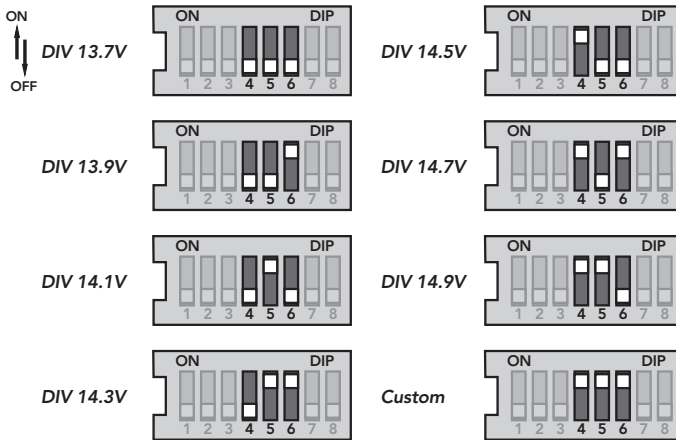 ON
OFF
DIV 13.7V
ON DIP
1 2 3 4 5 6 7 8
DIV 14.5V
ON DIP
1 2 3 4 5 6 7 8
DIV 13.9V
ON DIP
1 2 3 4 5 6 7 8
DIV 14.7V
ON DIP
1 2 3 4 5 6 7 8
DIV 14.1V
ON DIP
1 2 3 4 5 6 7 8
DIV 14.9V
ON DIP
1 2 3 4 5 6 7 8
DIV 14.3V
ON DIP
1 2 3 4 5 6 7 8
Custom
ON DIP
1 2 3 4 5 6 7 8